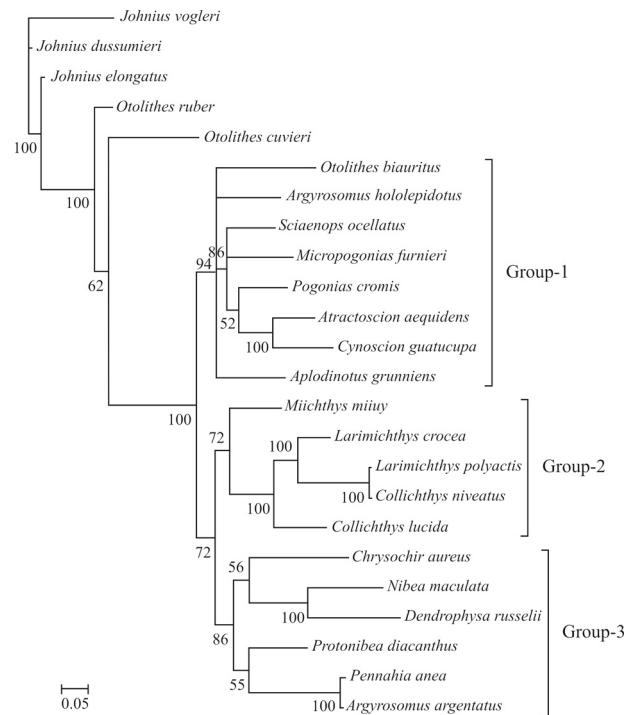 Johnius vogleri
Johnius dussumieri
Johnius elongatus
Otolithes ruber
Otolithes cuvieri
100
Otolithes biauritus
100
Argyrosomus hololepidotus
Sciaenops ocellatus
86
Micropogonias furnieri
94
Group-1
62
Pogonias cromis
Atractoscion aequidens
52
100
Cynoscion guatucupa
Aplodinotus grunniens
Miichthys miiuy
100
72
Larimichthys crocea
100
Larimichthys polyactis
Group-2
100
Collichthys niveatus
100
Collichthys lucida
72
Chrysochir aureus
56
Nibea maculata
100
Dendrophysa russelii
Group-3
86
Protonibea diacanthus
Pennahia anea
55
0.05
100
Argyrosomus argentatus